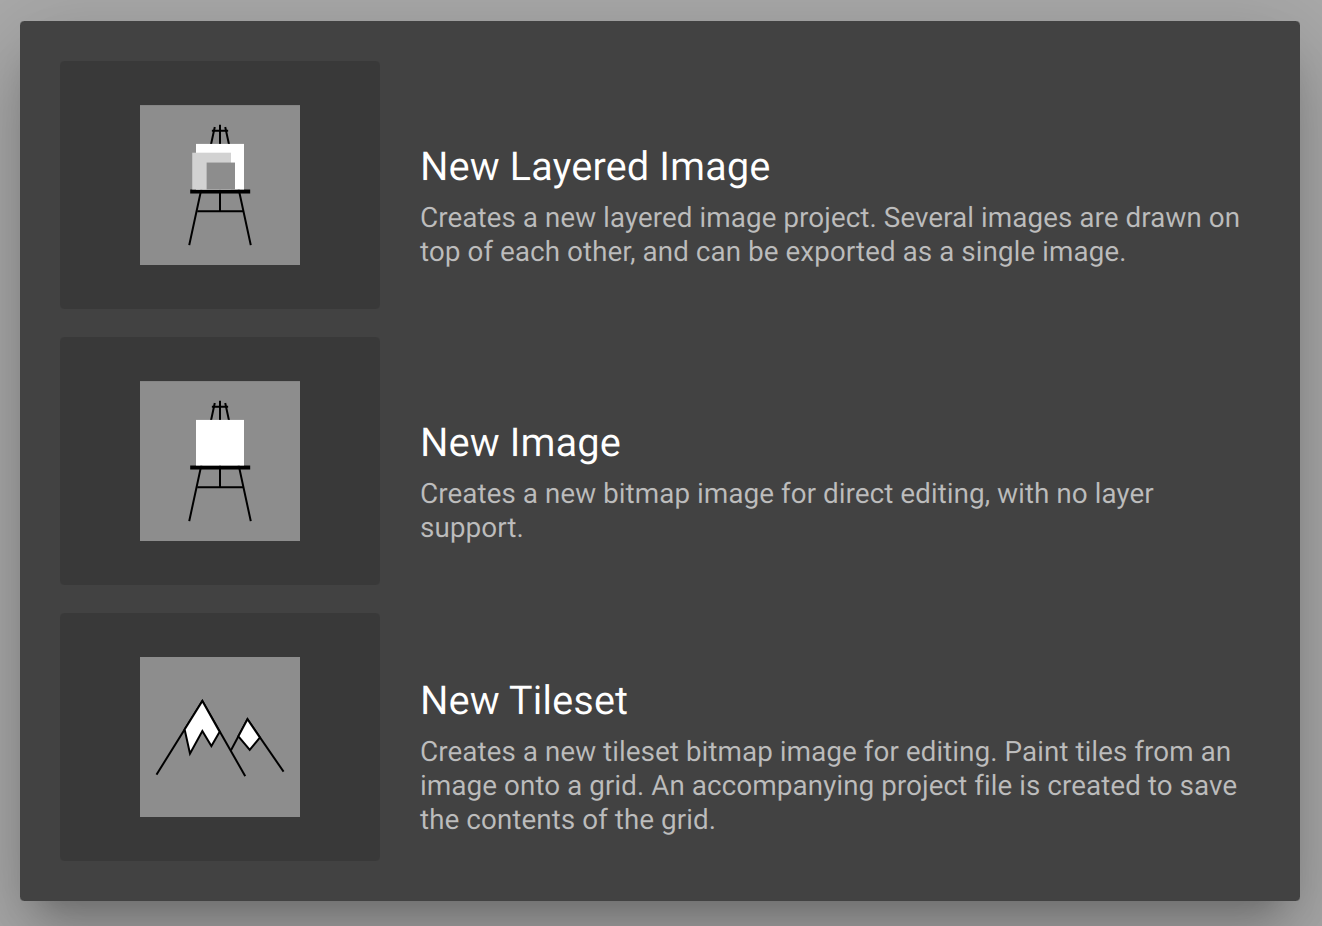 New Layered Image
Creates a new layered image project. Several images are drawn on
top of each other, and can be exported as a single image.
New Image
Creates a new bitmap image for direct editing, with no layer
support.
New Tileset
Creates a new tileset bitmap image for editing. Paint tiles from an
image onto a grid. An accompanying project file is created to save
the contents of the grid.